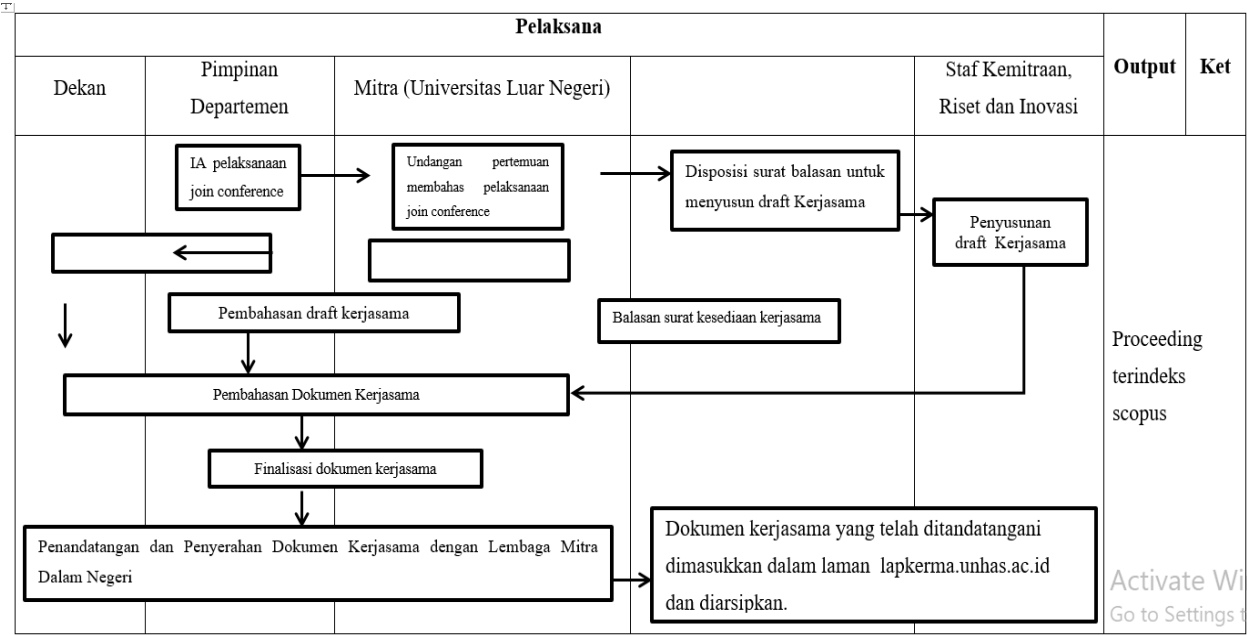 Pelaksana
Dekan
Pimpinan
Departemen
Mitra (Universitas Luar Negeri)
Staf Kemitraan,
Riset dan Inovasi
Output
Ket
IA pelaksanaan
join conference
Undangan pertemuan
membahas pelaksanaan
join conference
Disposisi surat balasan untuk
menyusun draft Kerjasama
Penyusunan
draft Kerjasama
Pembahasan draft kerjasama
Balasan surat kesediaan kerjasama
Pembahasan Dokumen Kerjasama
Finalisasi dokumen kerjasama
Penandatangan dan Penyerahan Dokumen Kerjasama dengan Lembaga Mitra
Dalam Negeri
Dokumen kerjasama yang telah ditandatangani
dimasukkan dalam laman lapkerma.unhas.ac.id
dan diarsipkan.
Proceeding
terindeks
scopus
Activate Wi
Go to Settings t